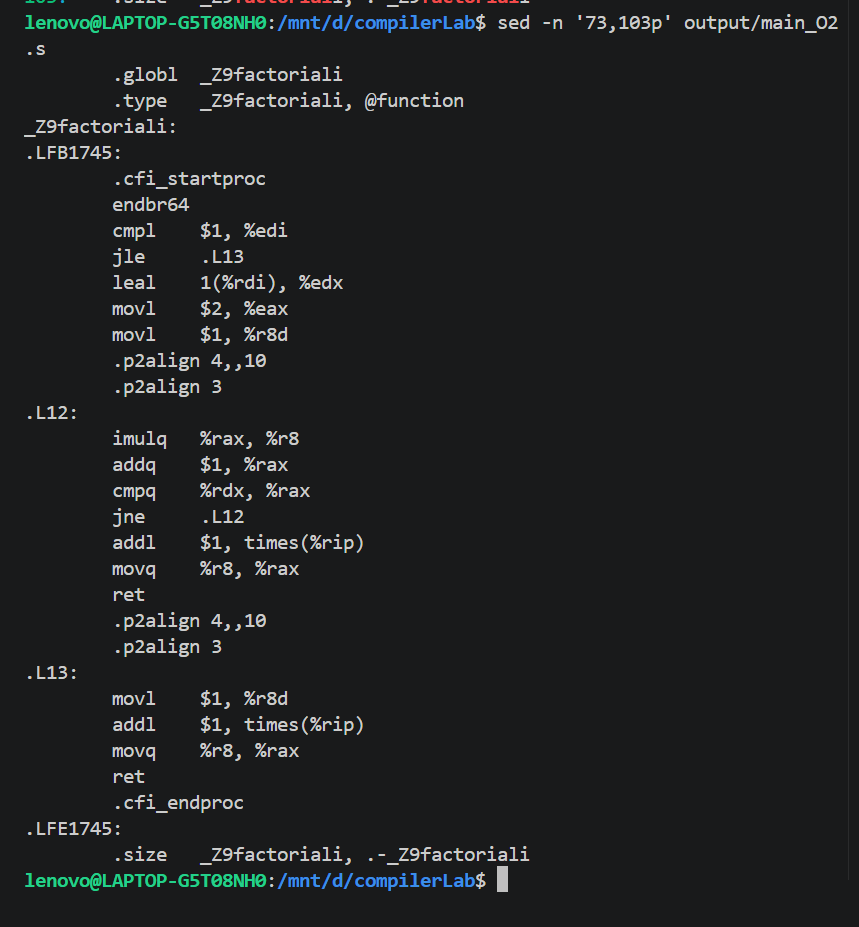 lenovo@LAPTOP-G5T08NH0:/mnt/d/compilerLab$ sed -n '73,103p' output/main_O2
.s
        .globl  _Z9factoriali
        .type   _Z9factoriali, @function
_Z9factoriali:
.LFB1745:
        .cfi_startproc
        endbr64
        cmpl    $1, %edi
        jle     .L13
        leal    1(%rdi), %edx
        movl    $2, %eax
        movl    $1, %r8d
        .p2align 4,,10
        .p2align 3
.L12:
        imulq   %rax, %r8
        addq    $1, %rax
        cmpq    %rdx, %rax
        jne     .L12
        addl    $1, times(%rip)
        movq    %r8, %rax
        ret
        .p2align 4,,10
        .p2align 3
.L13:
        movl    $1, %r8d
        addl    $1, times(%rip)
        movq    %r8, %rax
        ret
        .cfi_endproc
.LFE1745:
        .size   _Z9factoriali, .-_Z9factoriali
lenovo@LAPTOP-G5T08NH0:/mnt/d/compilerLab$